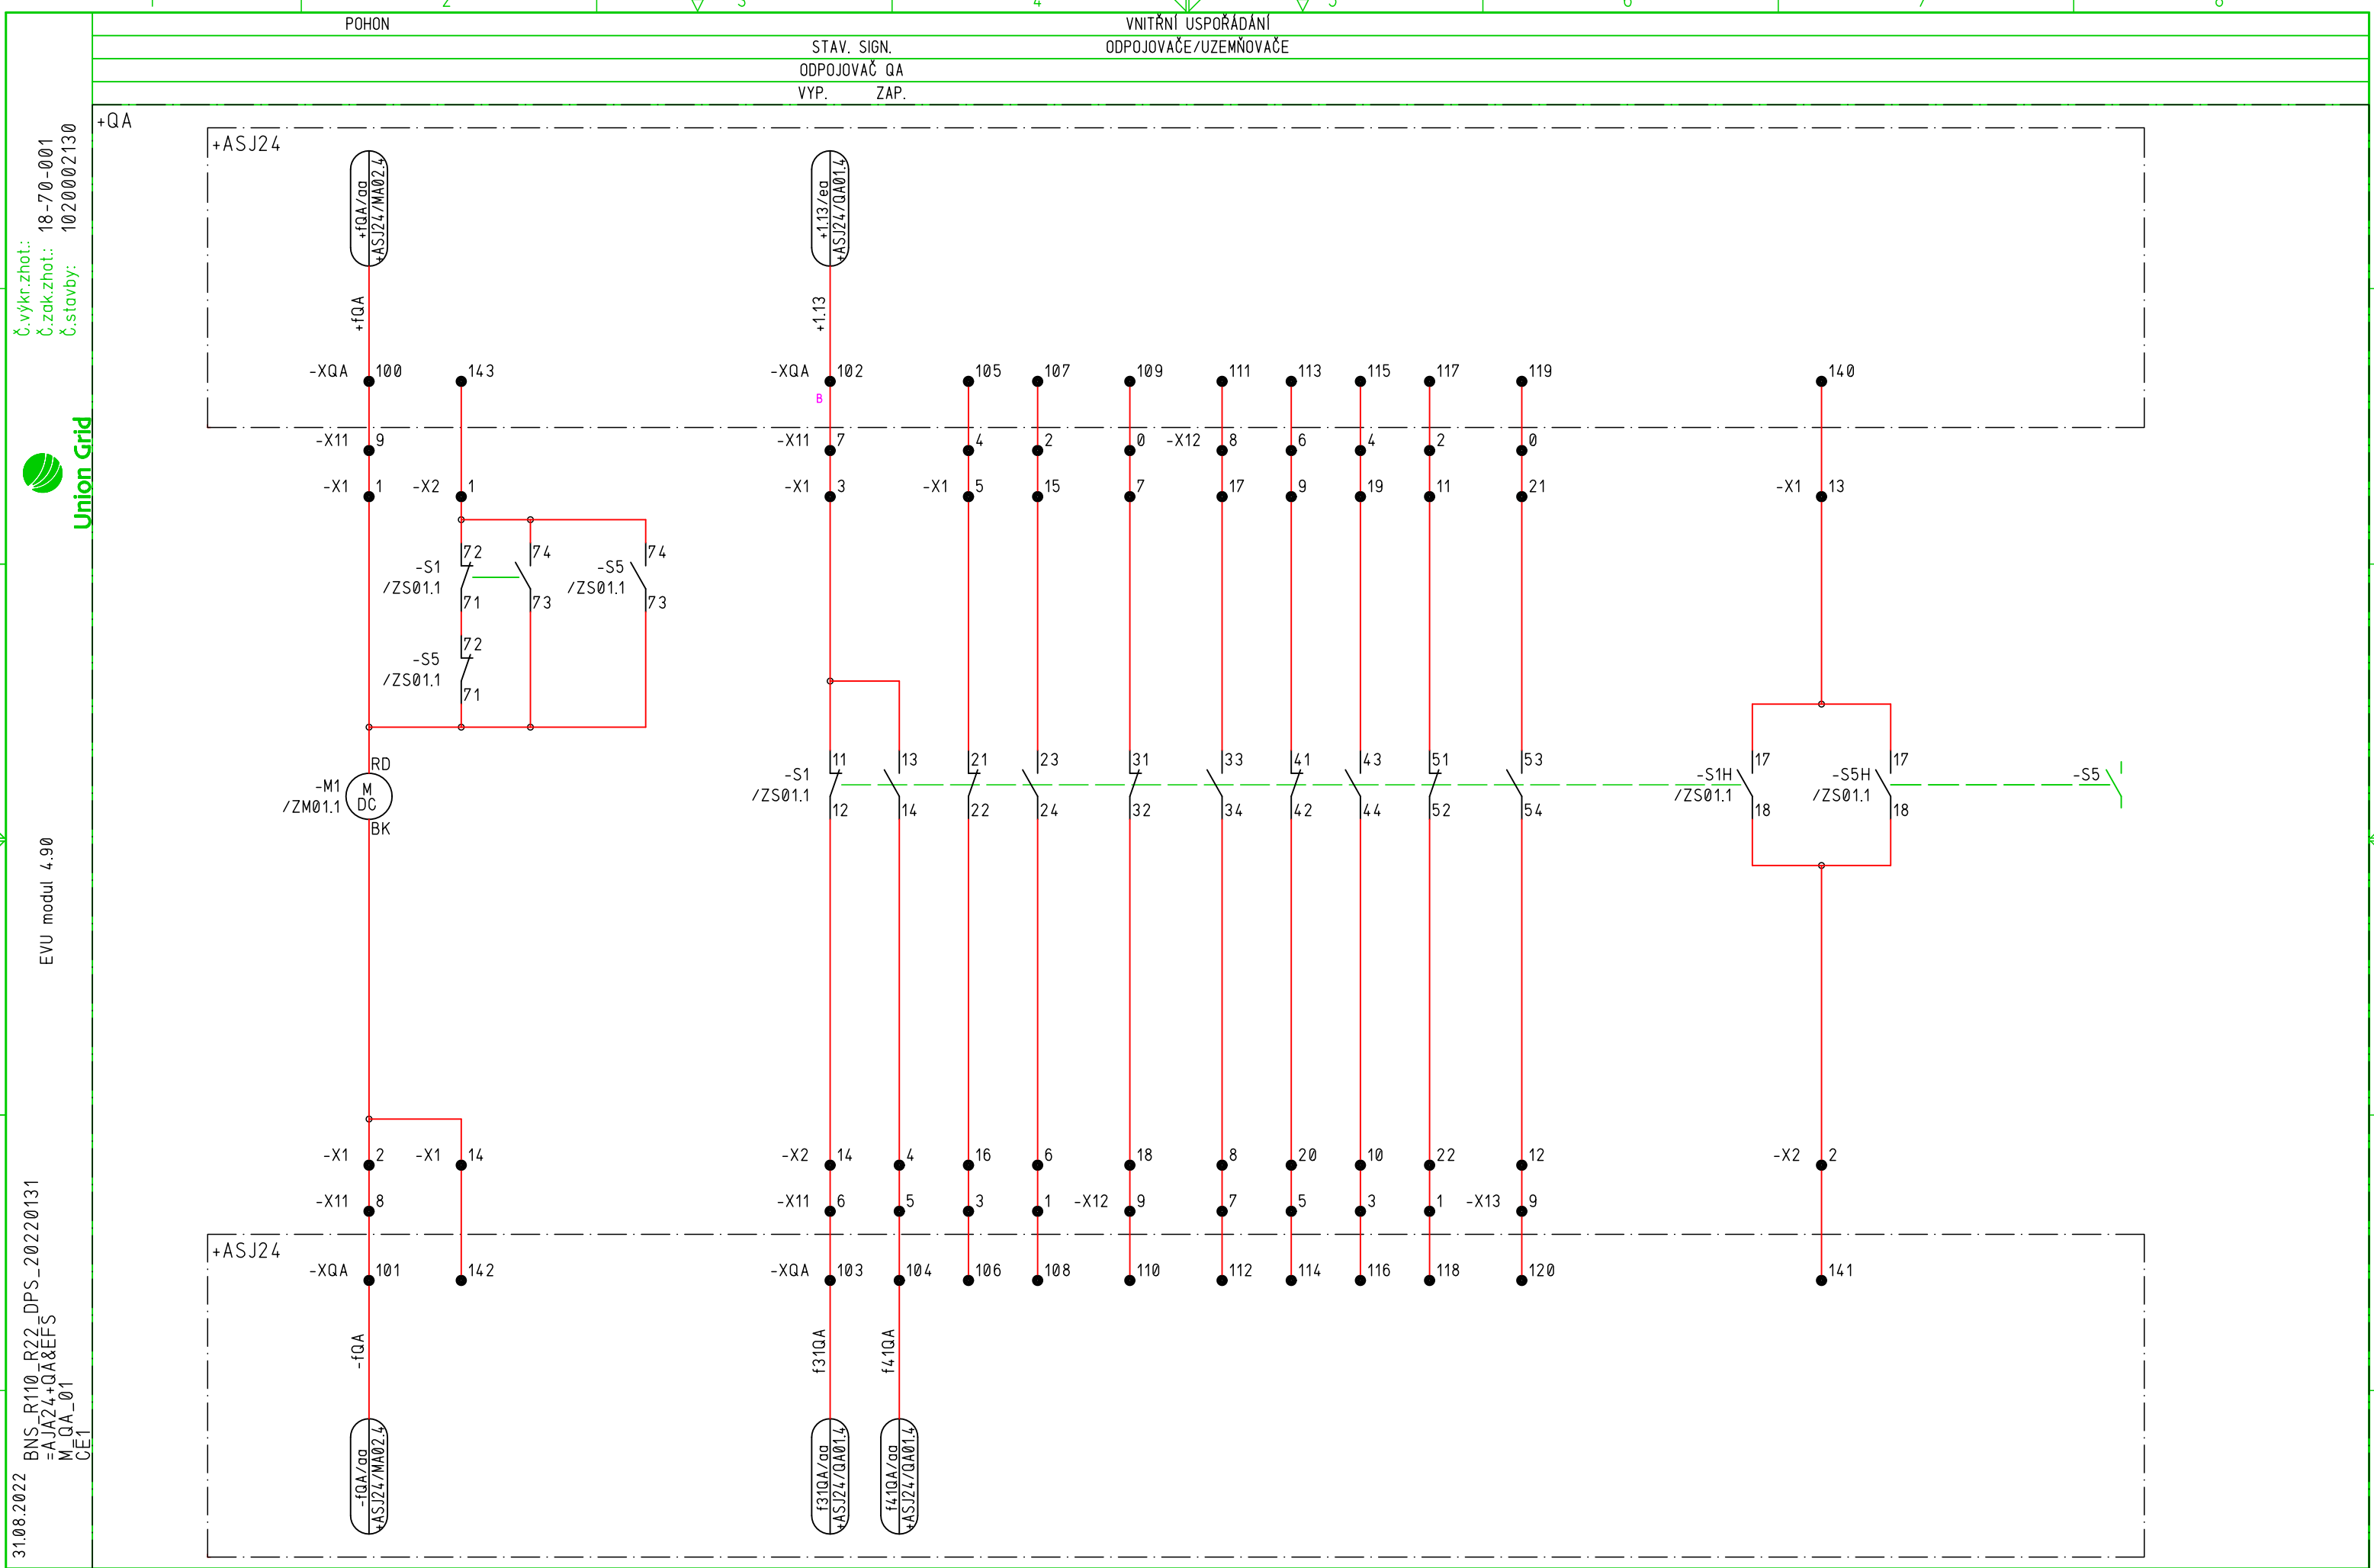 1 2 3 4 5 6 7 8
POHON VNITŘNÍ USPOŘÁDÁNÍ
STAV. SIGN. ODPOJOVAČE/UZEMŇOVAČE
ODPOJOVAČ QA
VYP. ZAP.
+QA
+ASJ24
+fQA/aa
+ASJ24/MA02.4
+1.13/ea
+ASJ24/QA01.4
+fQA
+1.13
-XQA 100 143 -XQA 102 105 107 109 111 113 115 117 119 140
B
-X11 9 -X11 7 4 2 0 -X12 8 6 4 2 0
-X1 1 -X2 1 -X1 3 -X1 5 15 7 17 9 19 11 21 -X1 13
72 74 74
-S1 -S5
/ZS01.1 /ZS01.1
71 73 73
72
-S5
/ZS01.1
71
RD 11 13 21 23 31 33 41 43 51 53 17 17
-M1 M -S1 -S1H -S5H -S5
/ZM01.1 DC /ZS01.1 /ZS01.1 /ZS01.1
BK 12 14 22 24 32 34 42 44 52 54 18 18
-X1 2 -X1 14 -X2 14 4 16 6 18 8 20 10 22 12 -X2 2
-X11 8 -X11 6 5 3 1 -X12 9 7 5 3 1 -X13 9
+ASJ24
-XQA 101 142 -XQA 103 104 106 108 110 112 114 116 118 120 141
-fQA
f31QA
f41QA
-fQA/aa
+ASJ24/MA02.4
f31QA/aa
+ASJ24/QA01.4
f41QA/aa
+ASJ24/QA01.4
Č.výkr.zhot.:
Č.zak.zhot.: 18-70-001
Č.stavby: 1020002130
Union Grid
EVU modul 4.90
31.08.2022
BNS_R110_R22_DPS_20220131
=AJA24+QA&EFS
M_QA_01
CE1